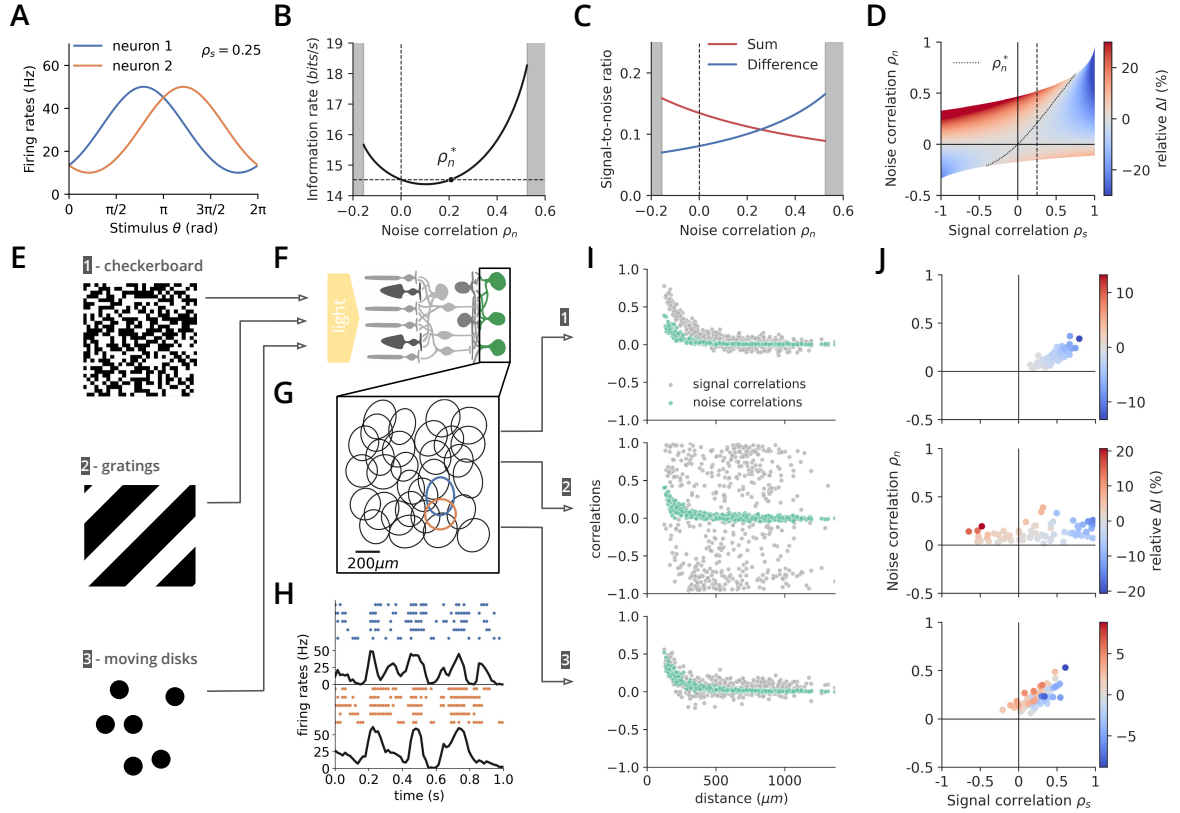 A
neuron 1
neuron 2
ρs = 0.25
Firing rates (Hz)
60
40
20
0
0
π/2
π
3π/2
2π
Stimulus θ (rad)
B
Information rate (bits/s)
19
18
17
16
15
14
ρn*
−0.2
0.0
0.2
0.4
0.6
Noise correlation ρn
C
Signal-to-noise ratio
Sum
Difference
0.2
0.1
0.0
−0.2
0.0
0.2
0.4
0.6
Noise correlation ρn
D
Noise correlation ρn
ρn*
1
0.5
0
-0.5
-1
-0.5
0
0.5
1
Signal correlation ρs
20
0
−20
relative ΔI (%)
E
1 - checkerboard
2 - gratings
3 - moving disks
F
light
G
200μm
H
firing rates (Hz)
50
25
0
50
25
0
0.0
0.2
0.4
0.6
0.8
1.0
time (s)
1
2
3
I
correlations
1.0
0.5
0.0
−0.5
−1.0
signal correlations
noise correlations
1.0
0.5
0.0
−0.5
−1.0
1.0
0.5
0.0
−0.5
−1.0
0
500
1000
distance (μm)
J
Noise correlation ρn
1
0.5
0
-0.5
10
0
−10
1
0.5
0
-0.5
20
10
0
−10
−20
relative ΔI (%)
1
0.5
0
-0.5
5
0
−5
-1
-0.5
0
0.5
1
Signal correlation ρs